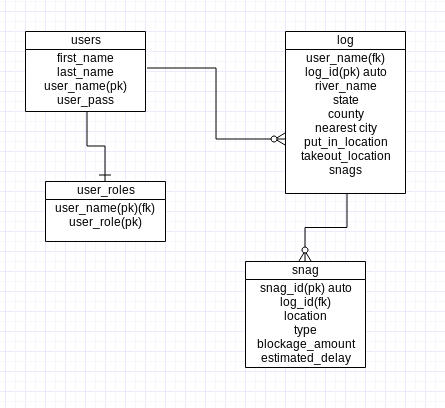 users
first_name
last_name
user_name(pk)
user_pass
log
user_name(fk)
log_id(pk) auto
river_name
state
county
nearest city
put_in_location
takeout_location
snags
user_roles
user_name(pk)(fk)
user_role(pk)
snag
snag_id(pk) auto
log_id(fk)
location
type
blockage_amount
estimated_delay